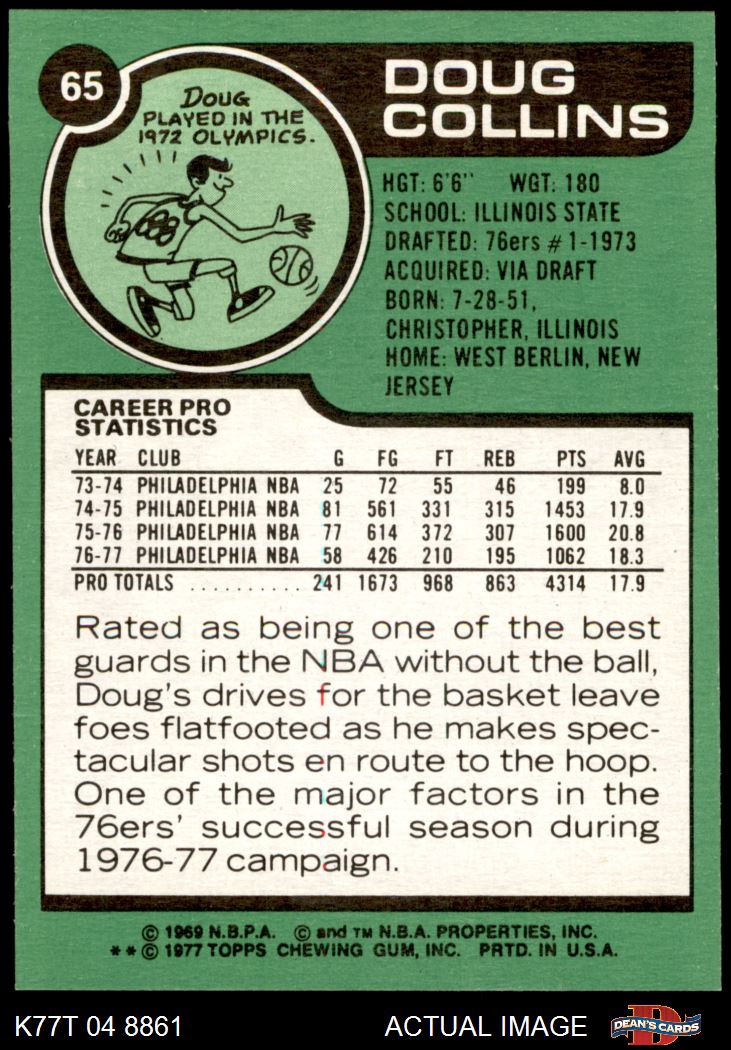 65
DOUG
PLAYED IN THE
1972 OLYMPICS.
DOUG
COLLINS
HGT: 6'6" WGT: 180
SCHOOL: ILLINOIS STATE
DRAFTED: 76ers #1-1973
ACQUIRED: VIA DRAFT
BORN: 7-28-51,
CHRISTOPHER, ILLINOIS
HOME: WEST BERLIN, NEW
JERSEY
CAREER PRO
STATISTICS
YEAR CLUB G FG FT REB PTS AVG
73-74 PHILADELPHIA NBA 25 72 55 46 199 8.0
74-75 PHILADELPHIA NBA 81 561 331 315 1453 17.9
75-76 PHILADELPHIA NBA 77 614 372 307 1600 20.8
76-77 PHILADELPHIA NBA 58 426 210 195 1062 18.3
PRO TOTALS .......... 241 1673 968 863 4314 17.9
Rated as being one of the best
guards in the NBA without the ball,
Doug's drives for the basket leave
foes flatfooted as he makes spec-
tacular shots en route to the hoop.
One of the major factors in the
76ers' successful season during
1976-77 campaign.
© 1969 N.B.P.A. © and TM N.B.A. PROPERTIES, INC.
* * © 1977 TOPPS CHEWING GUM, INC. PRTD. IN U.S.A.
K77T 04 8861 ACTUAL IMAGE
D
DEAN'S CARDS